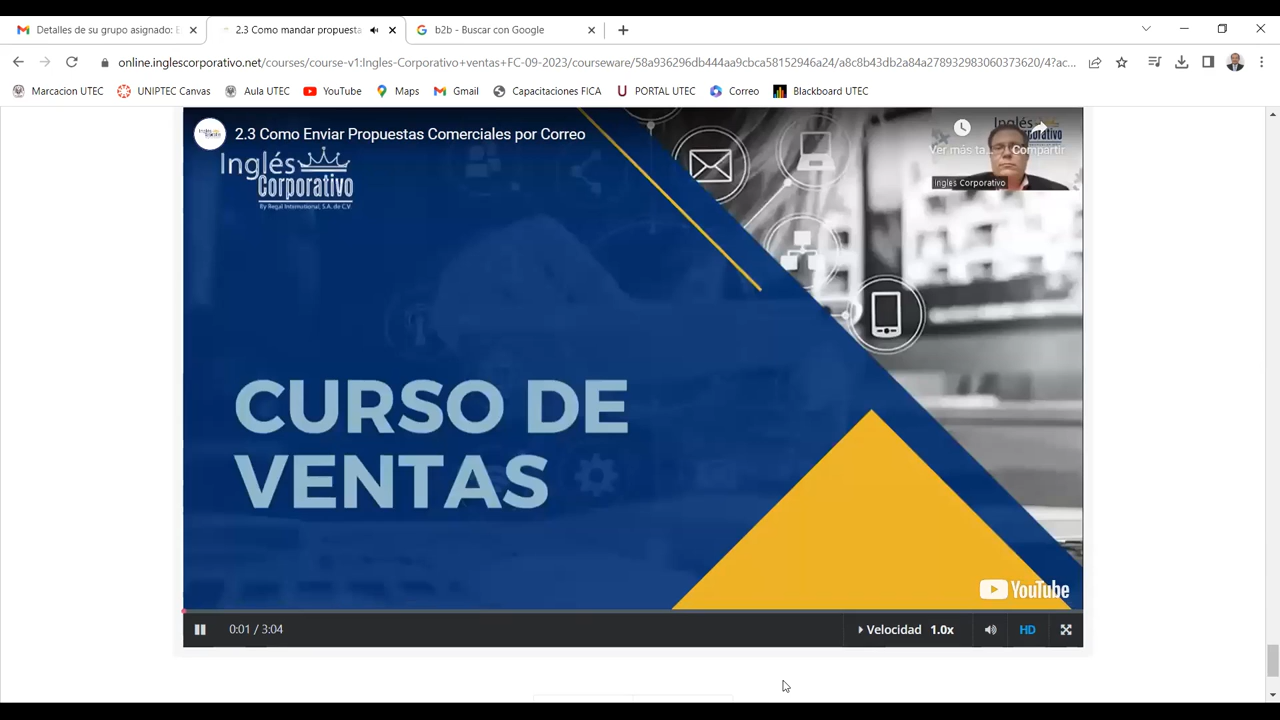 Detalles de su grupo asignado: E
2.3 Como mandar propuesta
b2b - Buscar con Google
online.inglescorporativo.net/courses/course-v1:Ingles-Corporativo+ventas+FC-09-2023/courseware/58a936296db444aa9cbca58152946a24/a8c8b43db2a84a278932983060373620/4?ac...
Marcacion UTEC
UNIPTEC Canvas
Aula UTEC
YouTube
Maps
Gmail
Capacitaciones FICA
PORTAL UTEC
Correo
Blackboard UTEC
2.3 Como Enviar Propuestas Comerciales por Correo
Inglés
Corporativo
By Regal International, S.A. de C.V.
Ver más ta...
Compartir
Ingles Corporativo
CURSO DE
VENTAS
YouTube
0:01 / 3:04
Velocidad 1.0x
HD